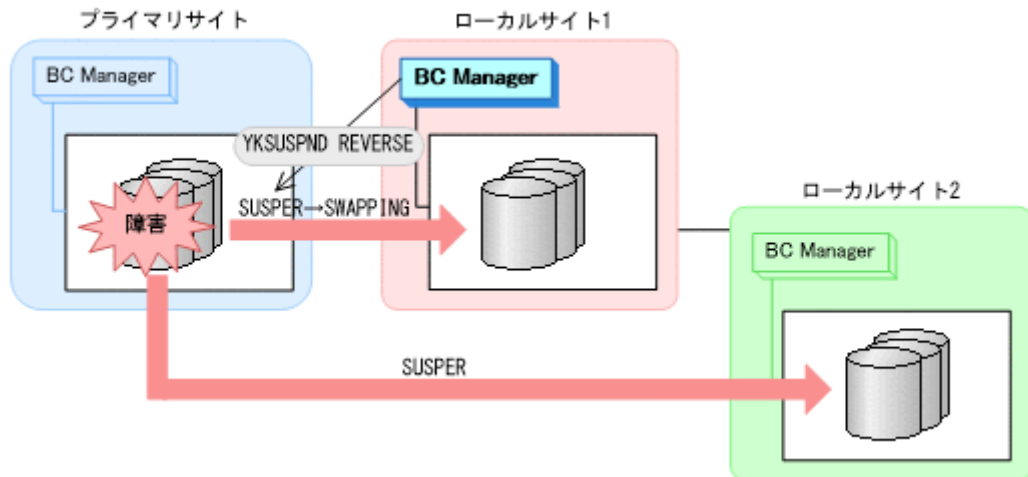 プライマリサイト
ローカルサイト1
BC Manager
BC Manager
YKSUSPND REVERSE
SUSPER→SWAPPING
障害
ローカルサイト2
BC Manager
SUSPER